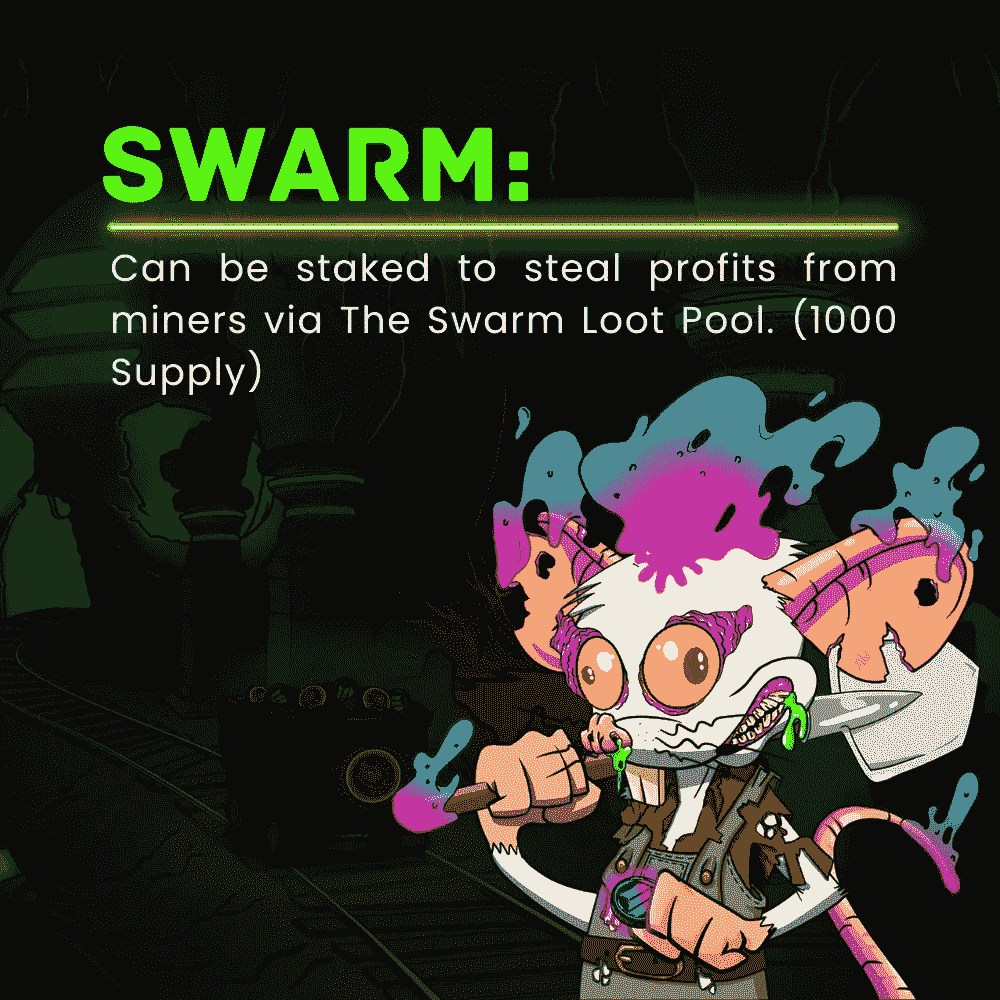 SWARM:
Can be staked to steal profits from
miners via The Swarm Loot Pool. (1000
Supply)